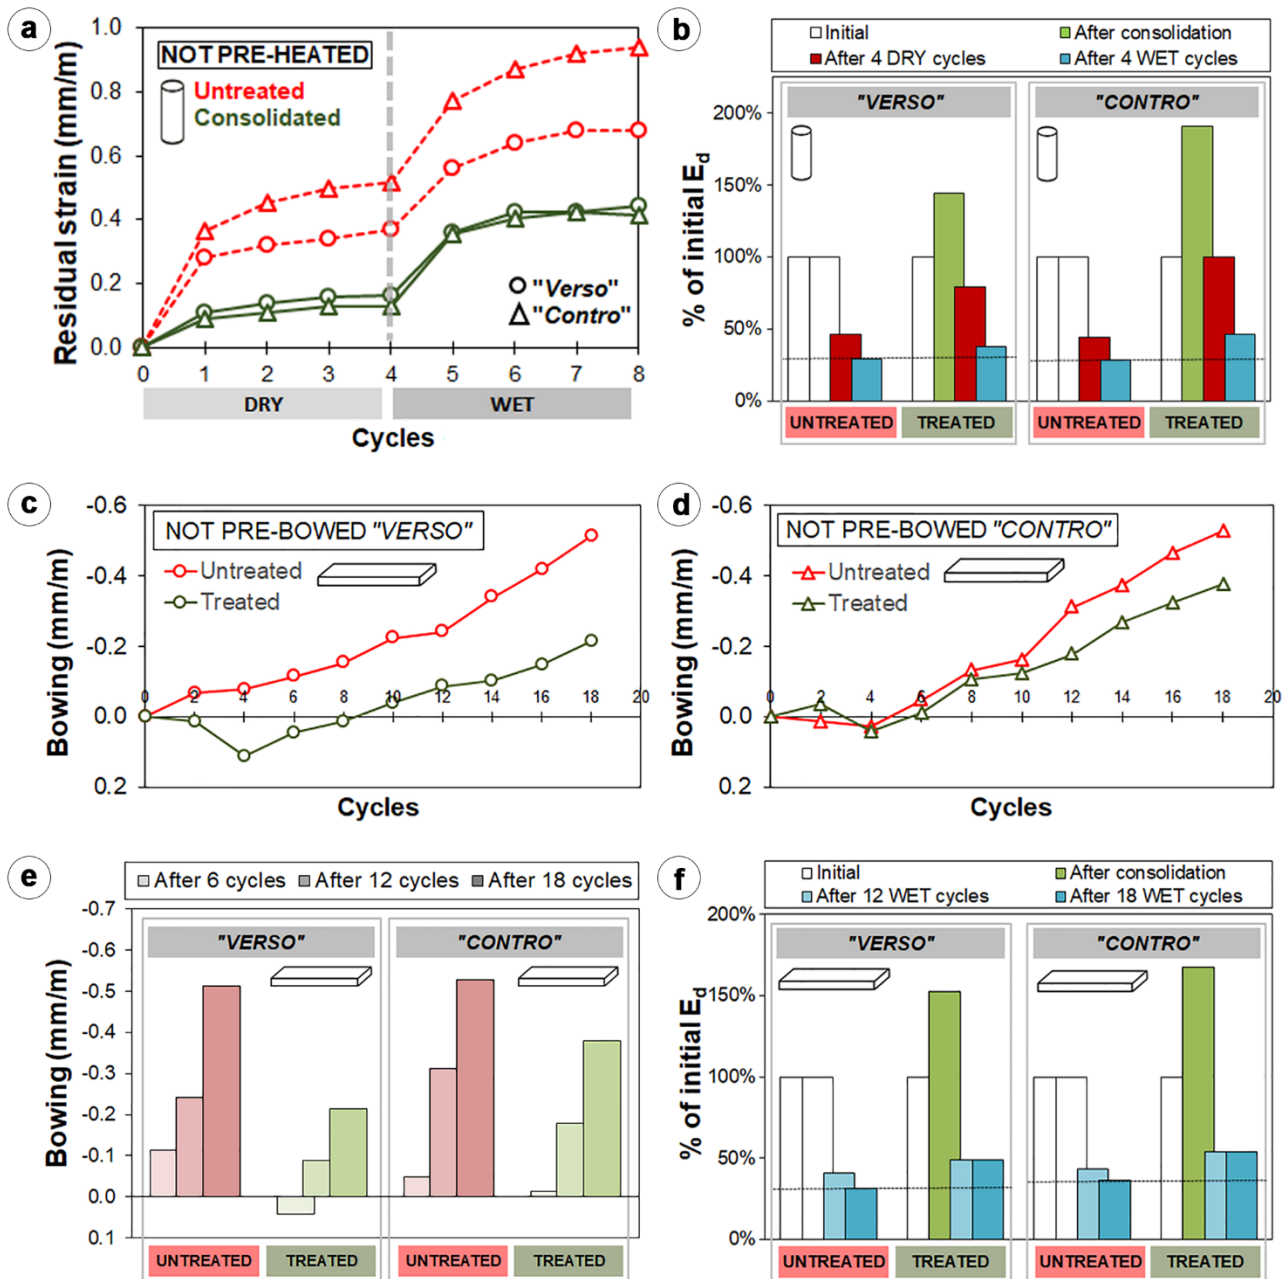 a
NOT PRE-HEATED
Untreated
Consolidated
Residual strain (mm/m)
1.0
0.8
0.6
0.4
0.2
0.0
"Verso"
"Contro"
0 1 2 3 4 5 6 7 8
DRY WET
Cycles
b
Initial After consolidation
After 4 DRY cycles After 4 WET cycles
"VERSO" "CONTRO"
% of initial Ed
200%
150%
100%
50%
0%
UNTREATED TREATED UNTREATED TREATED
c
NOT PRE-BOWED "VERSO"
Untreated
Treated
Bowing (mm/m)
-0.6
-0.4
-0.2
0.0
0.2
0 2 4 6 8 10 12 14 16 18 20
Cycles
d
NOT PRE-BOWED "CONTRO"
Untreated
Treated
Bowing (mm/m)
-0.6
-0.4
-0.2
0.0
0.2
0 2 4 6 8 10 12 14 16 18 20
Cycles
e
After 6 cycles After 12 cycles After 18 cycles
"VERSO" "CONTRO"
Bowing (mm/m)
-0.7
-0.6
-0.5
-0.4
-0.3
-0.2
-0.1
0.0
0.1
UNTREATED TREATED UNTREATED TREATED
f
Initial After consolidation
After 12 WET cycles After 18 WET cycles
"VERSO" "CONTRO"
% of initial Ed
200%
150%
100%
50%
0%
UNTREATED TREATED UNTREATED TREATED